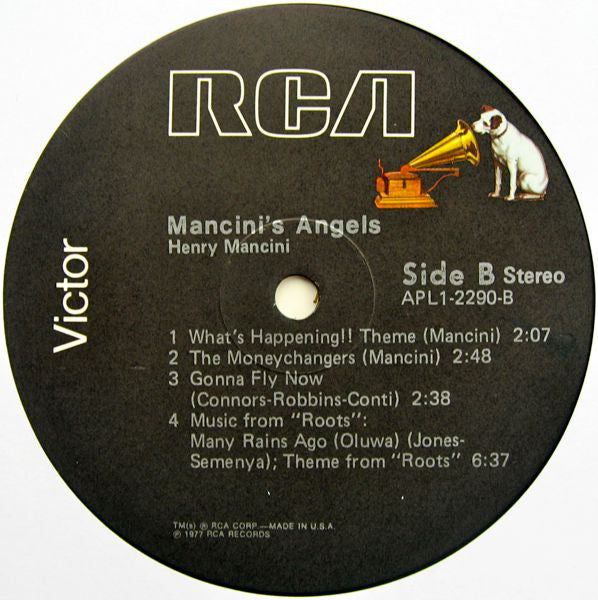 RCA
Victor
Mancini's Angels
Henry Mancini
Side B Stereo
APL1-2290-B
1 What's Happening!! Theme (Mancini) 2:07
2 The Moneychangers (Mancini) 2:48
3 Gonna Fly Now
(Connors-Robbins-Conti) 2:38
4 Music from "Roots":
Many Rains Ago (Oluwa) (Jones-
Semenya); Theme from "Roots" 6:37
TM(s) ® RCA CORP.—MADE IN U.S.A.
℗ 1977 RCA RECORDS